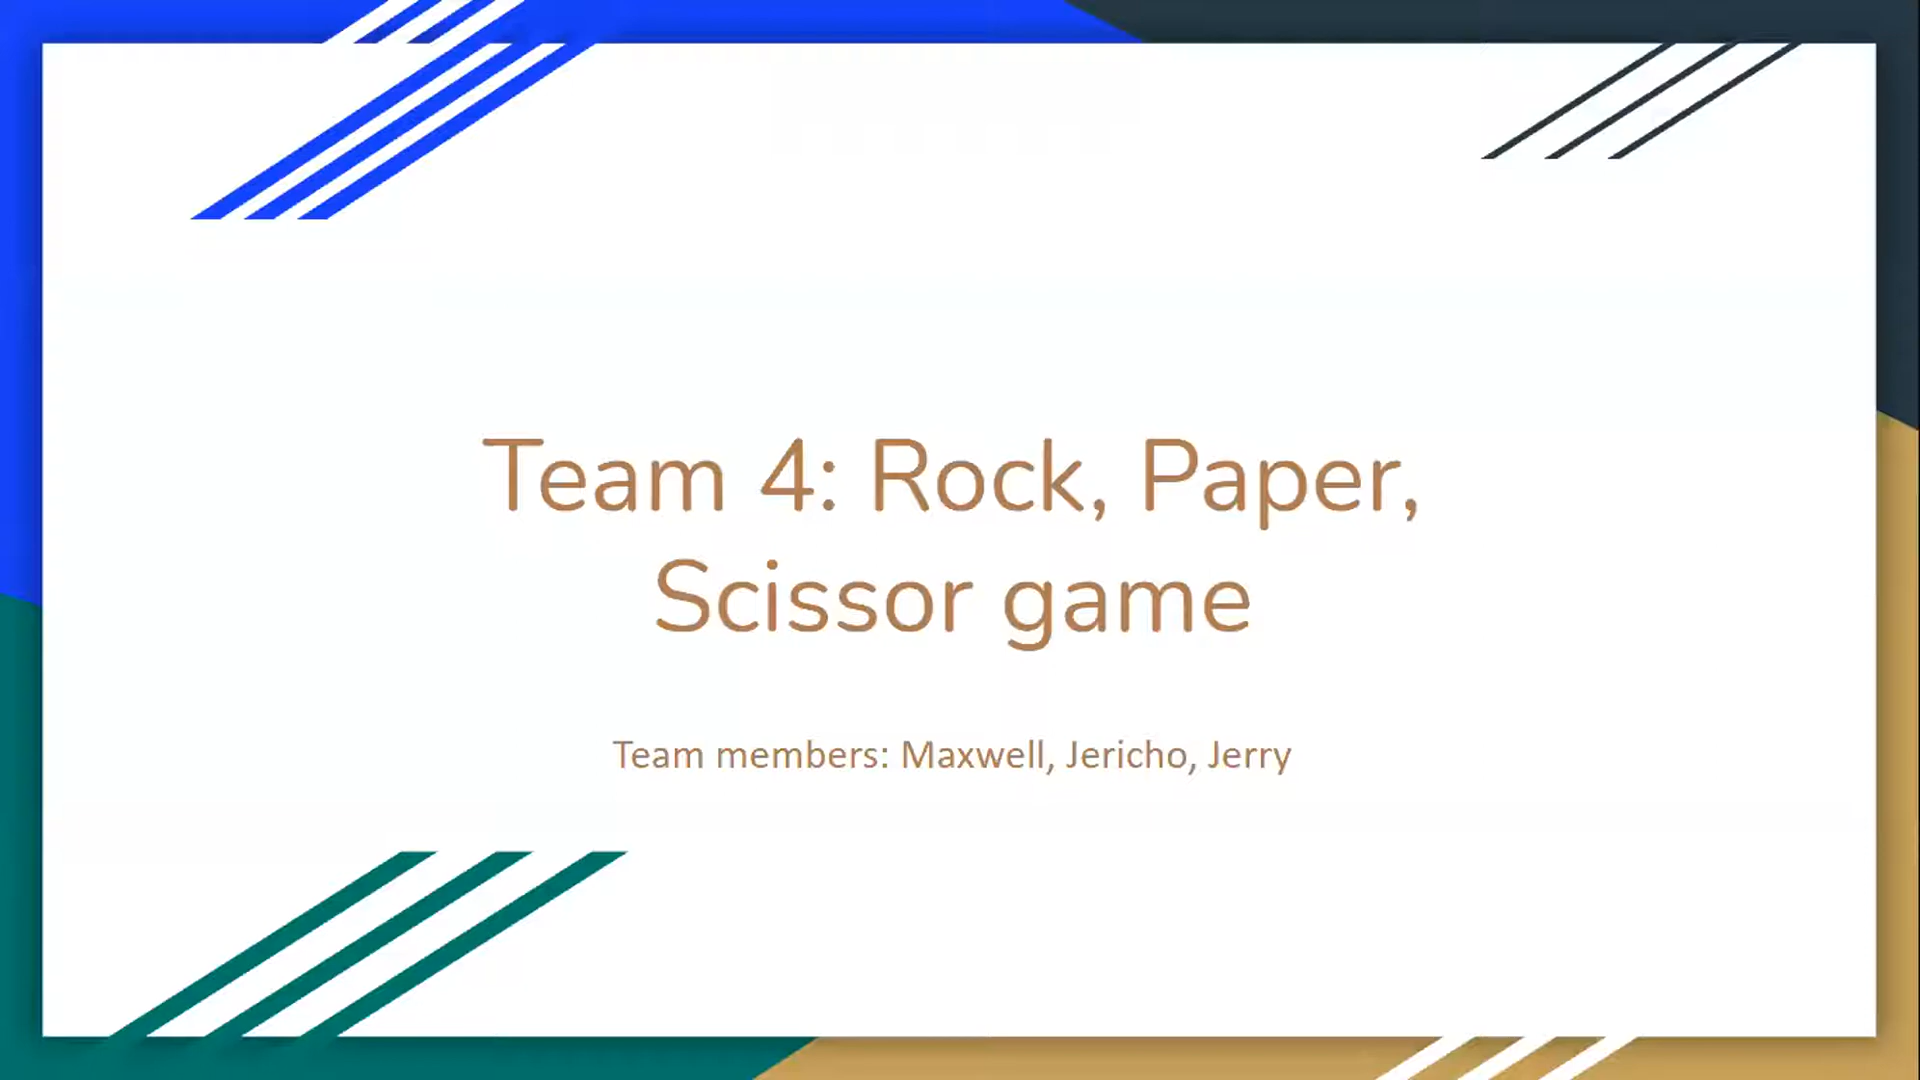 Team 4: Rock, Paper,
Scissor game
Team members: Maxwell, Jericho, Jerry